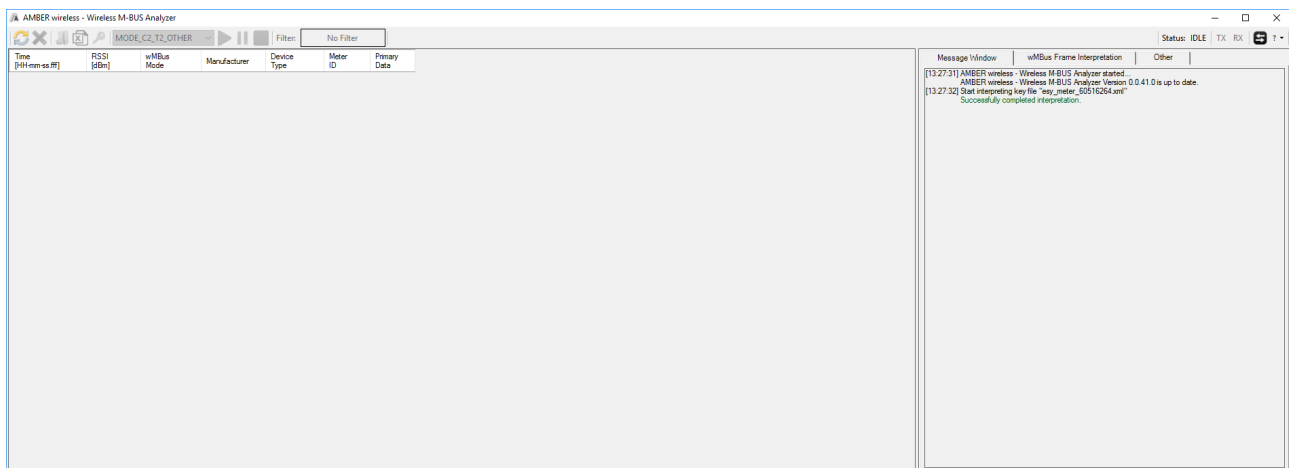 AMBER wireless - Wireless M-BUS Analyzer
MODE_C2_T2_OTHER Filter: No Filter Status: IDLE TX RX ?
Time [HH-mm-ss.fff] RSSI [dBm] wMBus Mode Manufacturer Device Type Meter ID Primary Data
Message Window wMBus Frame Interpretation Other
[13:27:31] AMBER wireless - Wireless M-BUS Analyzer started...
AMBER wireless - Wireless M-BUS Analyzer Version 0.0.41.0 is up to date.
[13:27:32] Start interpreting key file "esy_meter_60516264.xml"
Successfully completed interpretation.